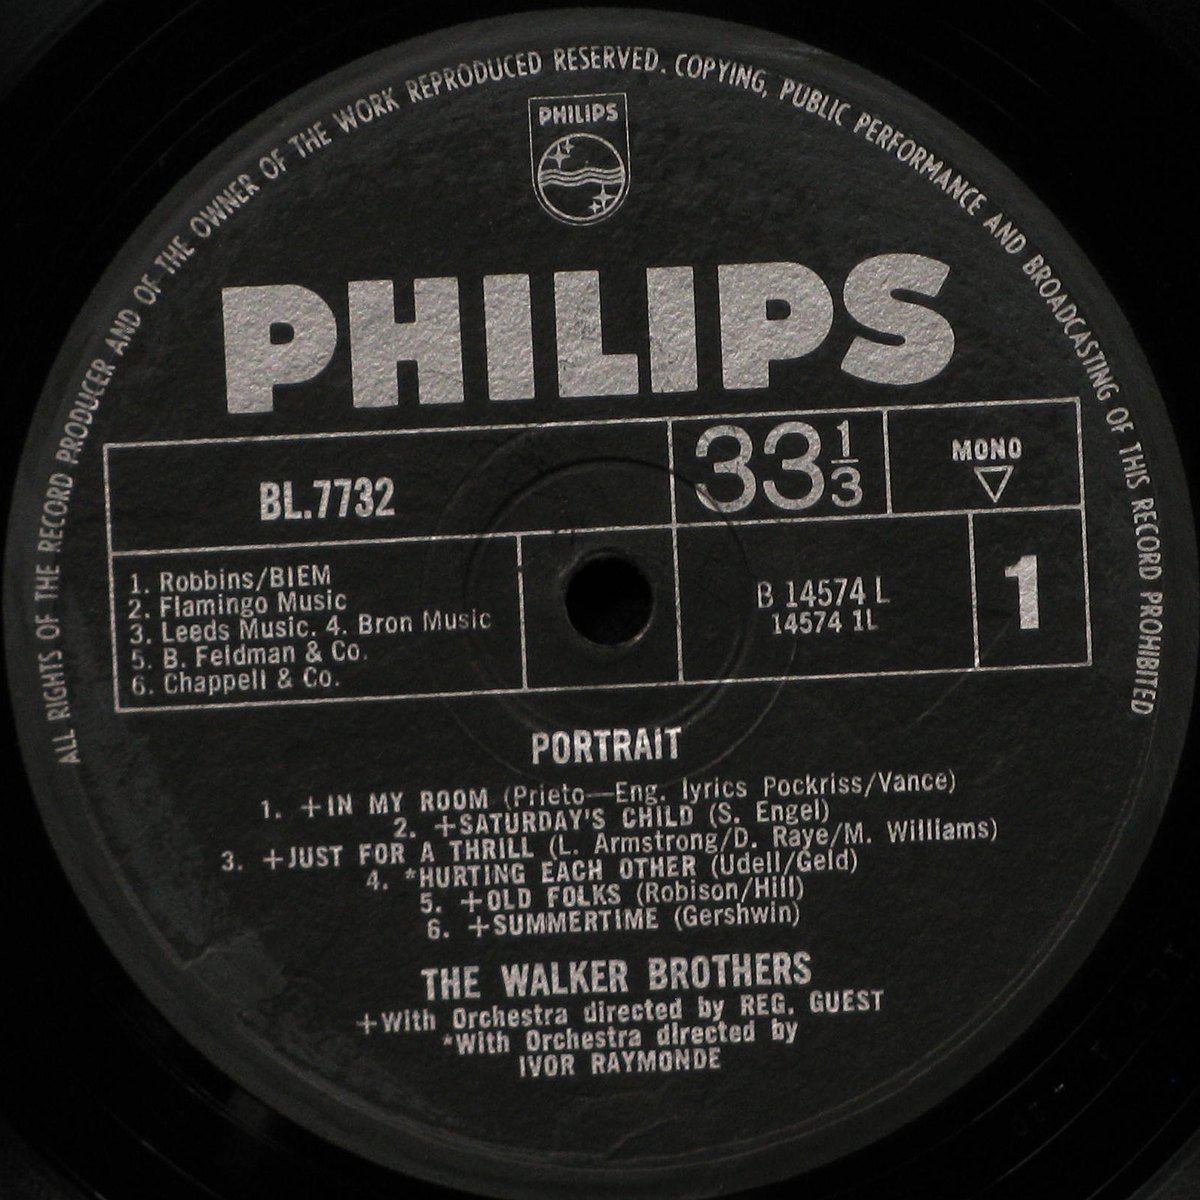 ALL RIGHTS OF THE RECORD PRODUCER AND OF THE OWNER OF THE WORK REPRODUCED RESERVED. COPYING, PUBLIC PERFORMANCE AND BROADCASTING OF THIS RECORD PROHIBITED
PHILIPS
PHILIPS
BL.7732
33 1/3
MONO
1. Robbins/BIEM
2. Flamingo Music
3. Leeds Music. 4. Bron Music
5. B. Feldman & Co.
6. Chappell & Co.
B 14574 L
14574 1L
1
PORTRAIT
1. +IN MY ROOM (Prieto—Eng. lyrics Pockriss/Vance)
2. +SATURDAY'S CHILD (S. Engel)
3. +JUST FOR A THRILL (L. Armstrong/D. Raye/M. Williams)
4. *HURTING EACH OTHER (Udell/Geld)
5. +OLD FOLKS (Robison/Hill)
6. +SUMMERTIME (Gershwin)
THE WALKER BROTHERS
+With Orchestra directed by REG. GUEST
*With Orchestra directed by
IVOR RAYMONDE